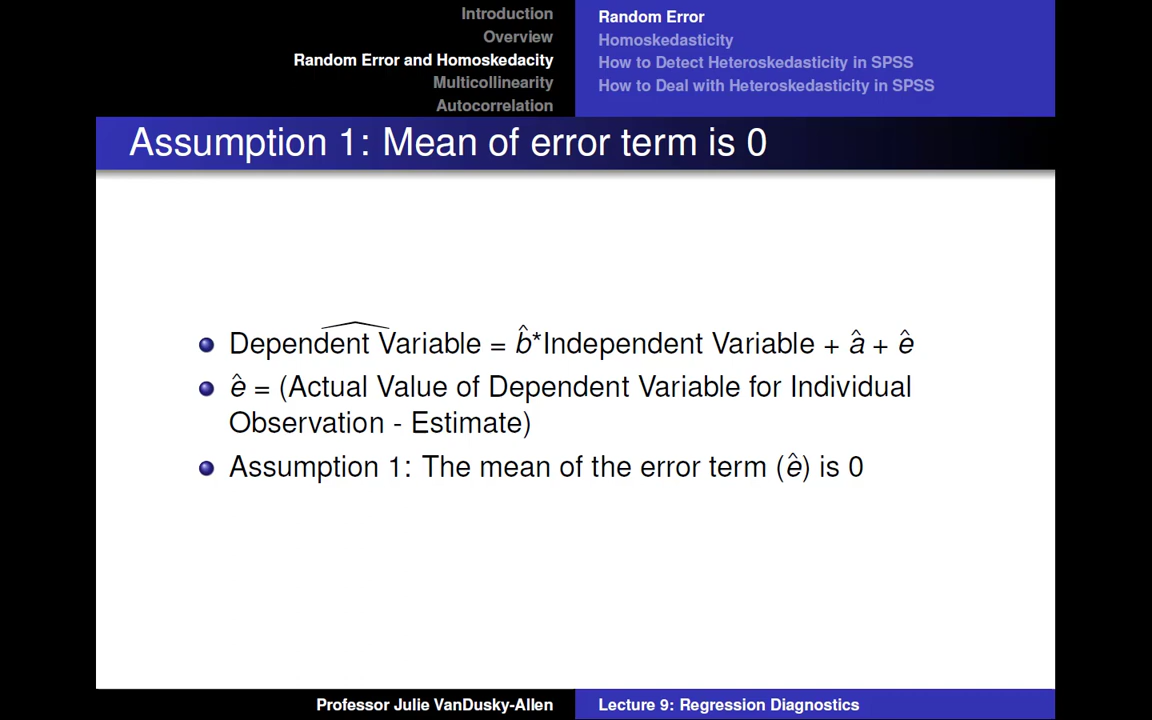 Introduction
Overview
Random Error and Homoskedacity
Multicollinearity
Autocorrelation
Random Error
Homoskedasticity
How to Detect Heteroskedasticity in SPSS
How to Deal with Heteroskedasticity in SPSS
Assumption 1: Mean of error term is 0
Dependent Variable = b̂*Independent Variable + â + ê
ê = (Actual Value of Dependent Variable for Individual
Observation - Estimate)
Assumption 1: The mean of the error term (ê) is 0
Professor Julie VanDusky-Allen
Lecture 9: Regression Diagnostics